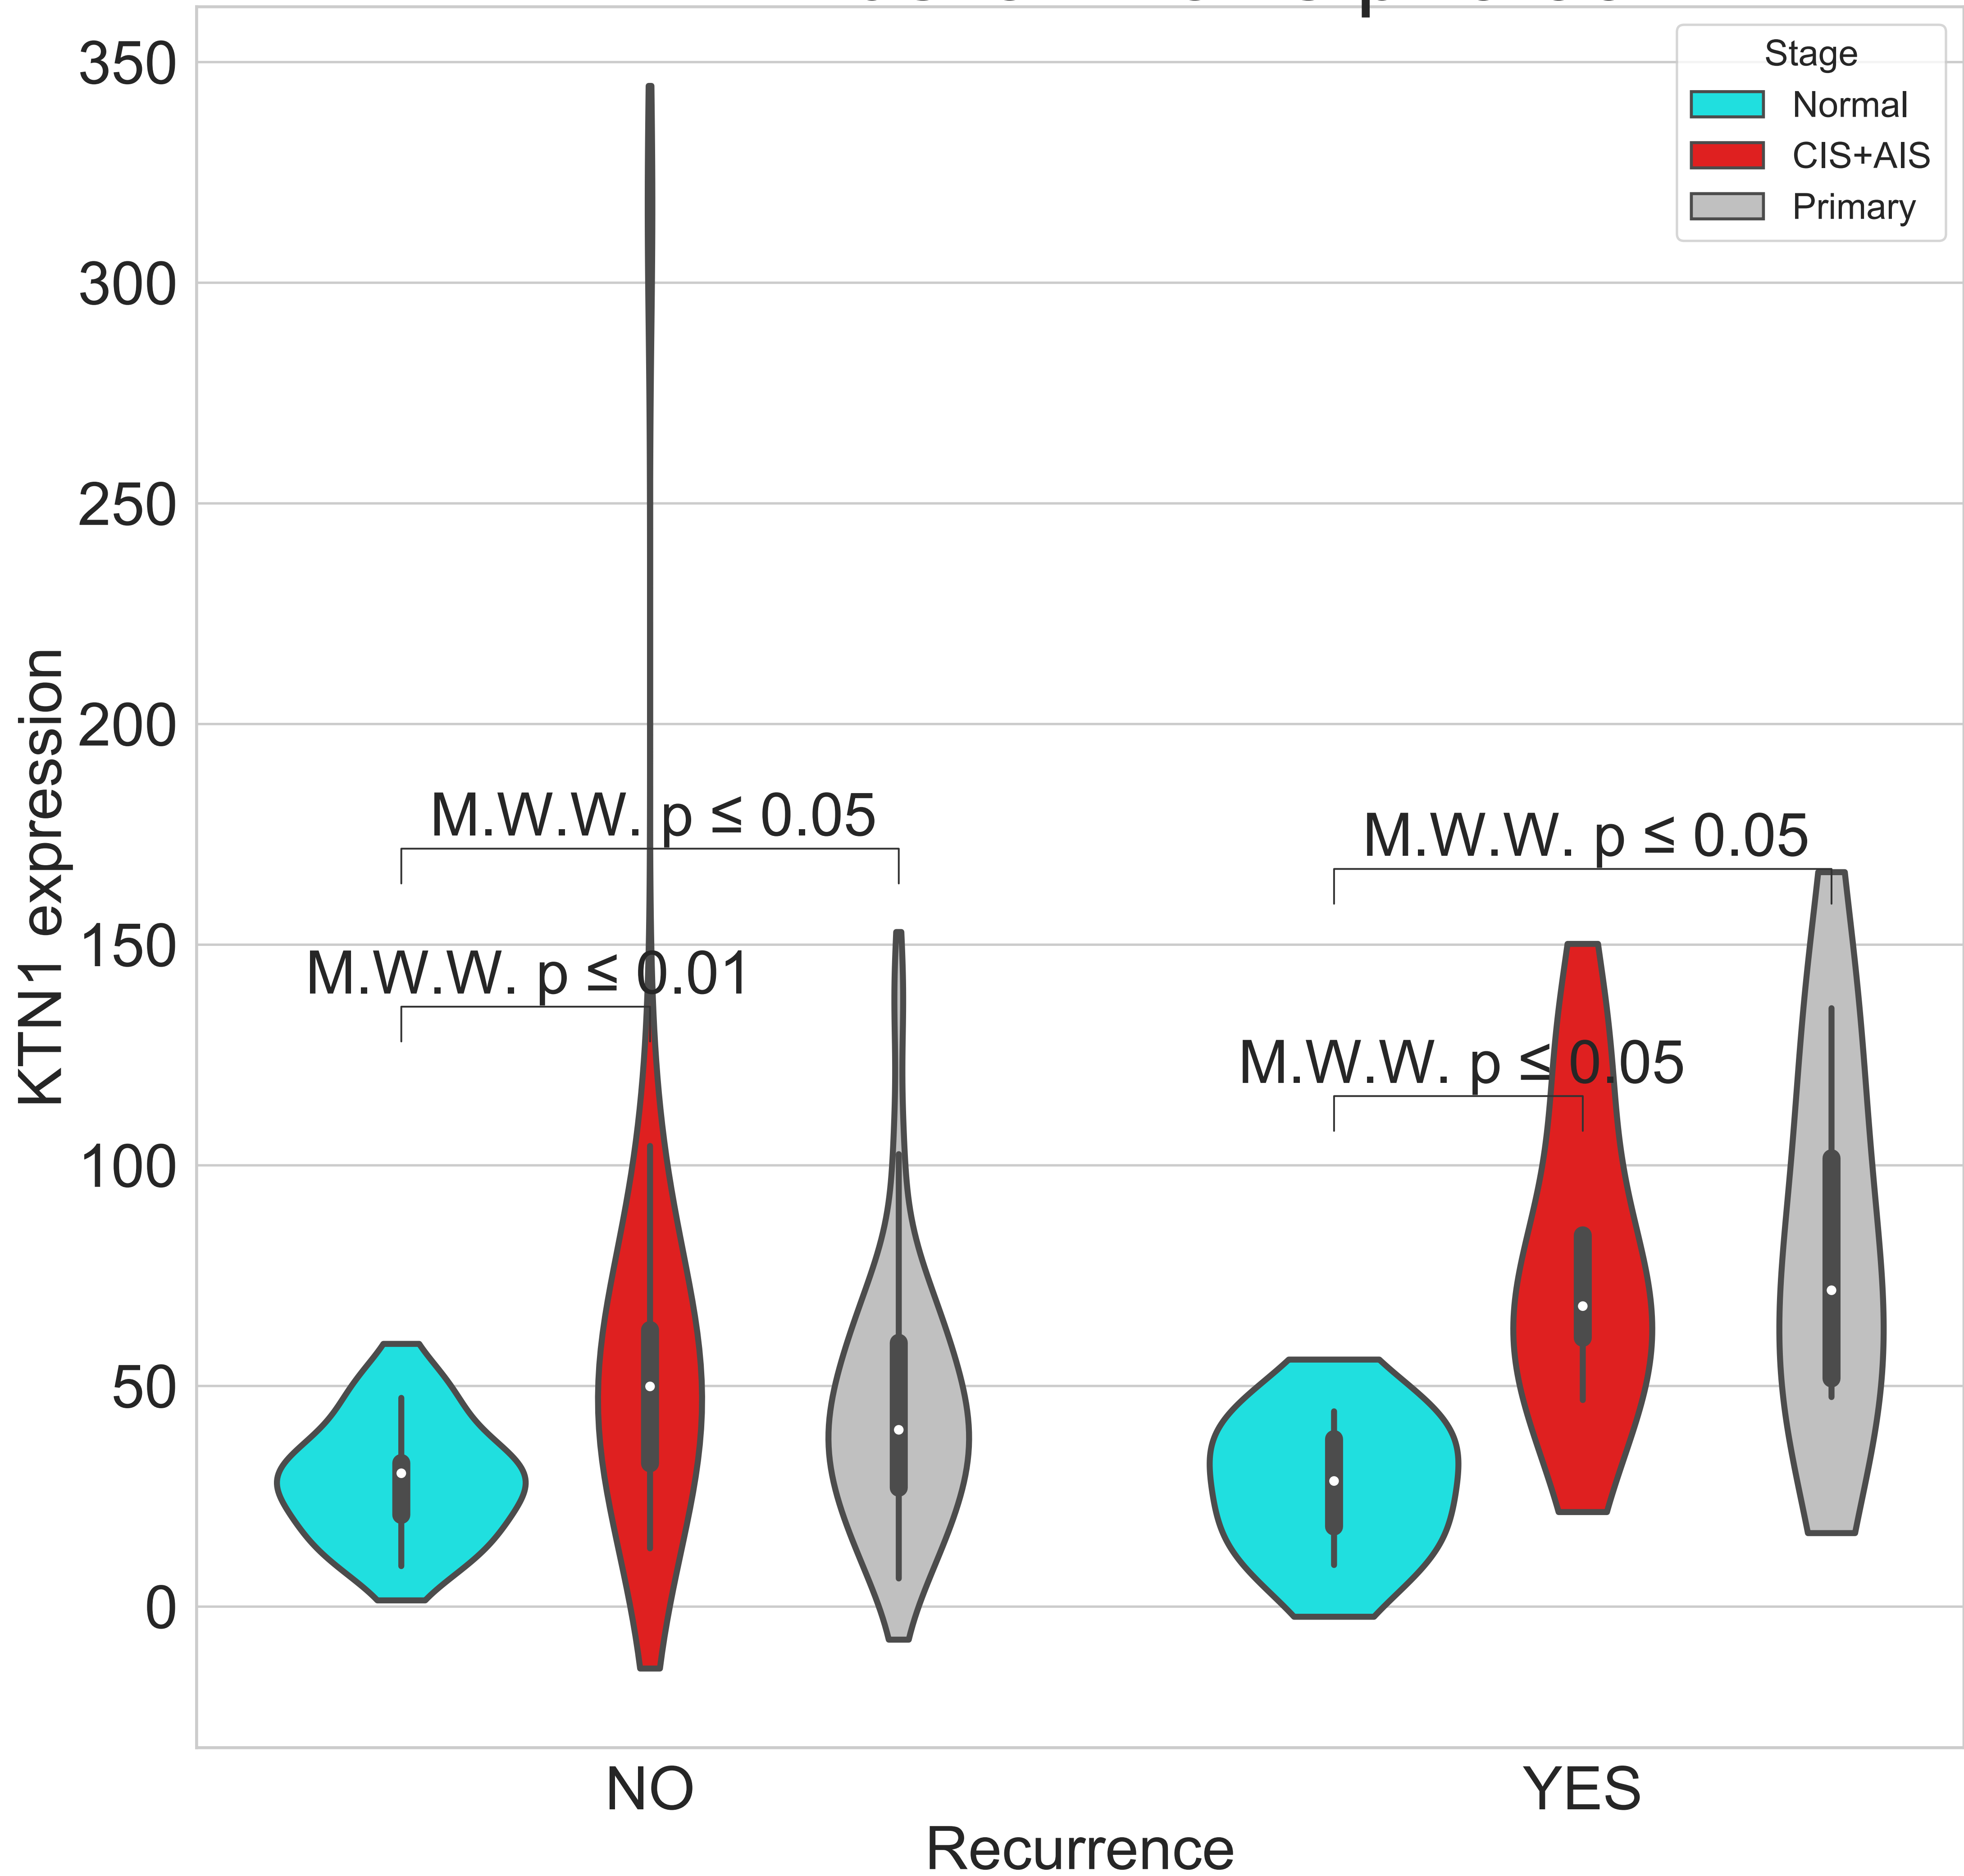 Stage
Normal
CIS+AIS
Primary
350
300
250
200
150
100
50
0
KTN1 expression
M.W.W. p ≤ 0.05
M.W.W. p ≤ 0.01
M.W.W. p ≤ 0.05
M.W.W. p ≤ 0.05
NO
YES
Recurrence